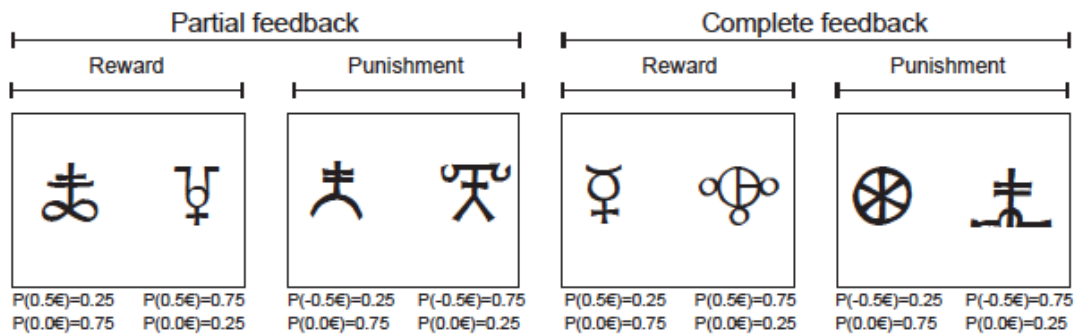 Partial feedback Complete feedback
Reward Punishment Reward Punishment
P(0.5€)=0.25 P(0.5€)=0.75 P(-0.5€)=0.25 P(-0.5€)=0.75 P(0.5€)=0.25 P(0.5€)=0.75 P(-0.5€)=0.25 P(-0.5€)=0.75
P(0.0€)=0.75 P(0.0€)=0.25 P(0.0€)=0.75 P(0.0€)=0.25 P(0.0€)=0.75 P(0.0€)=0.25 P(0.0€)=0.75 P(0.0€)=0.25